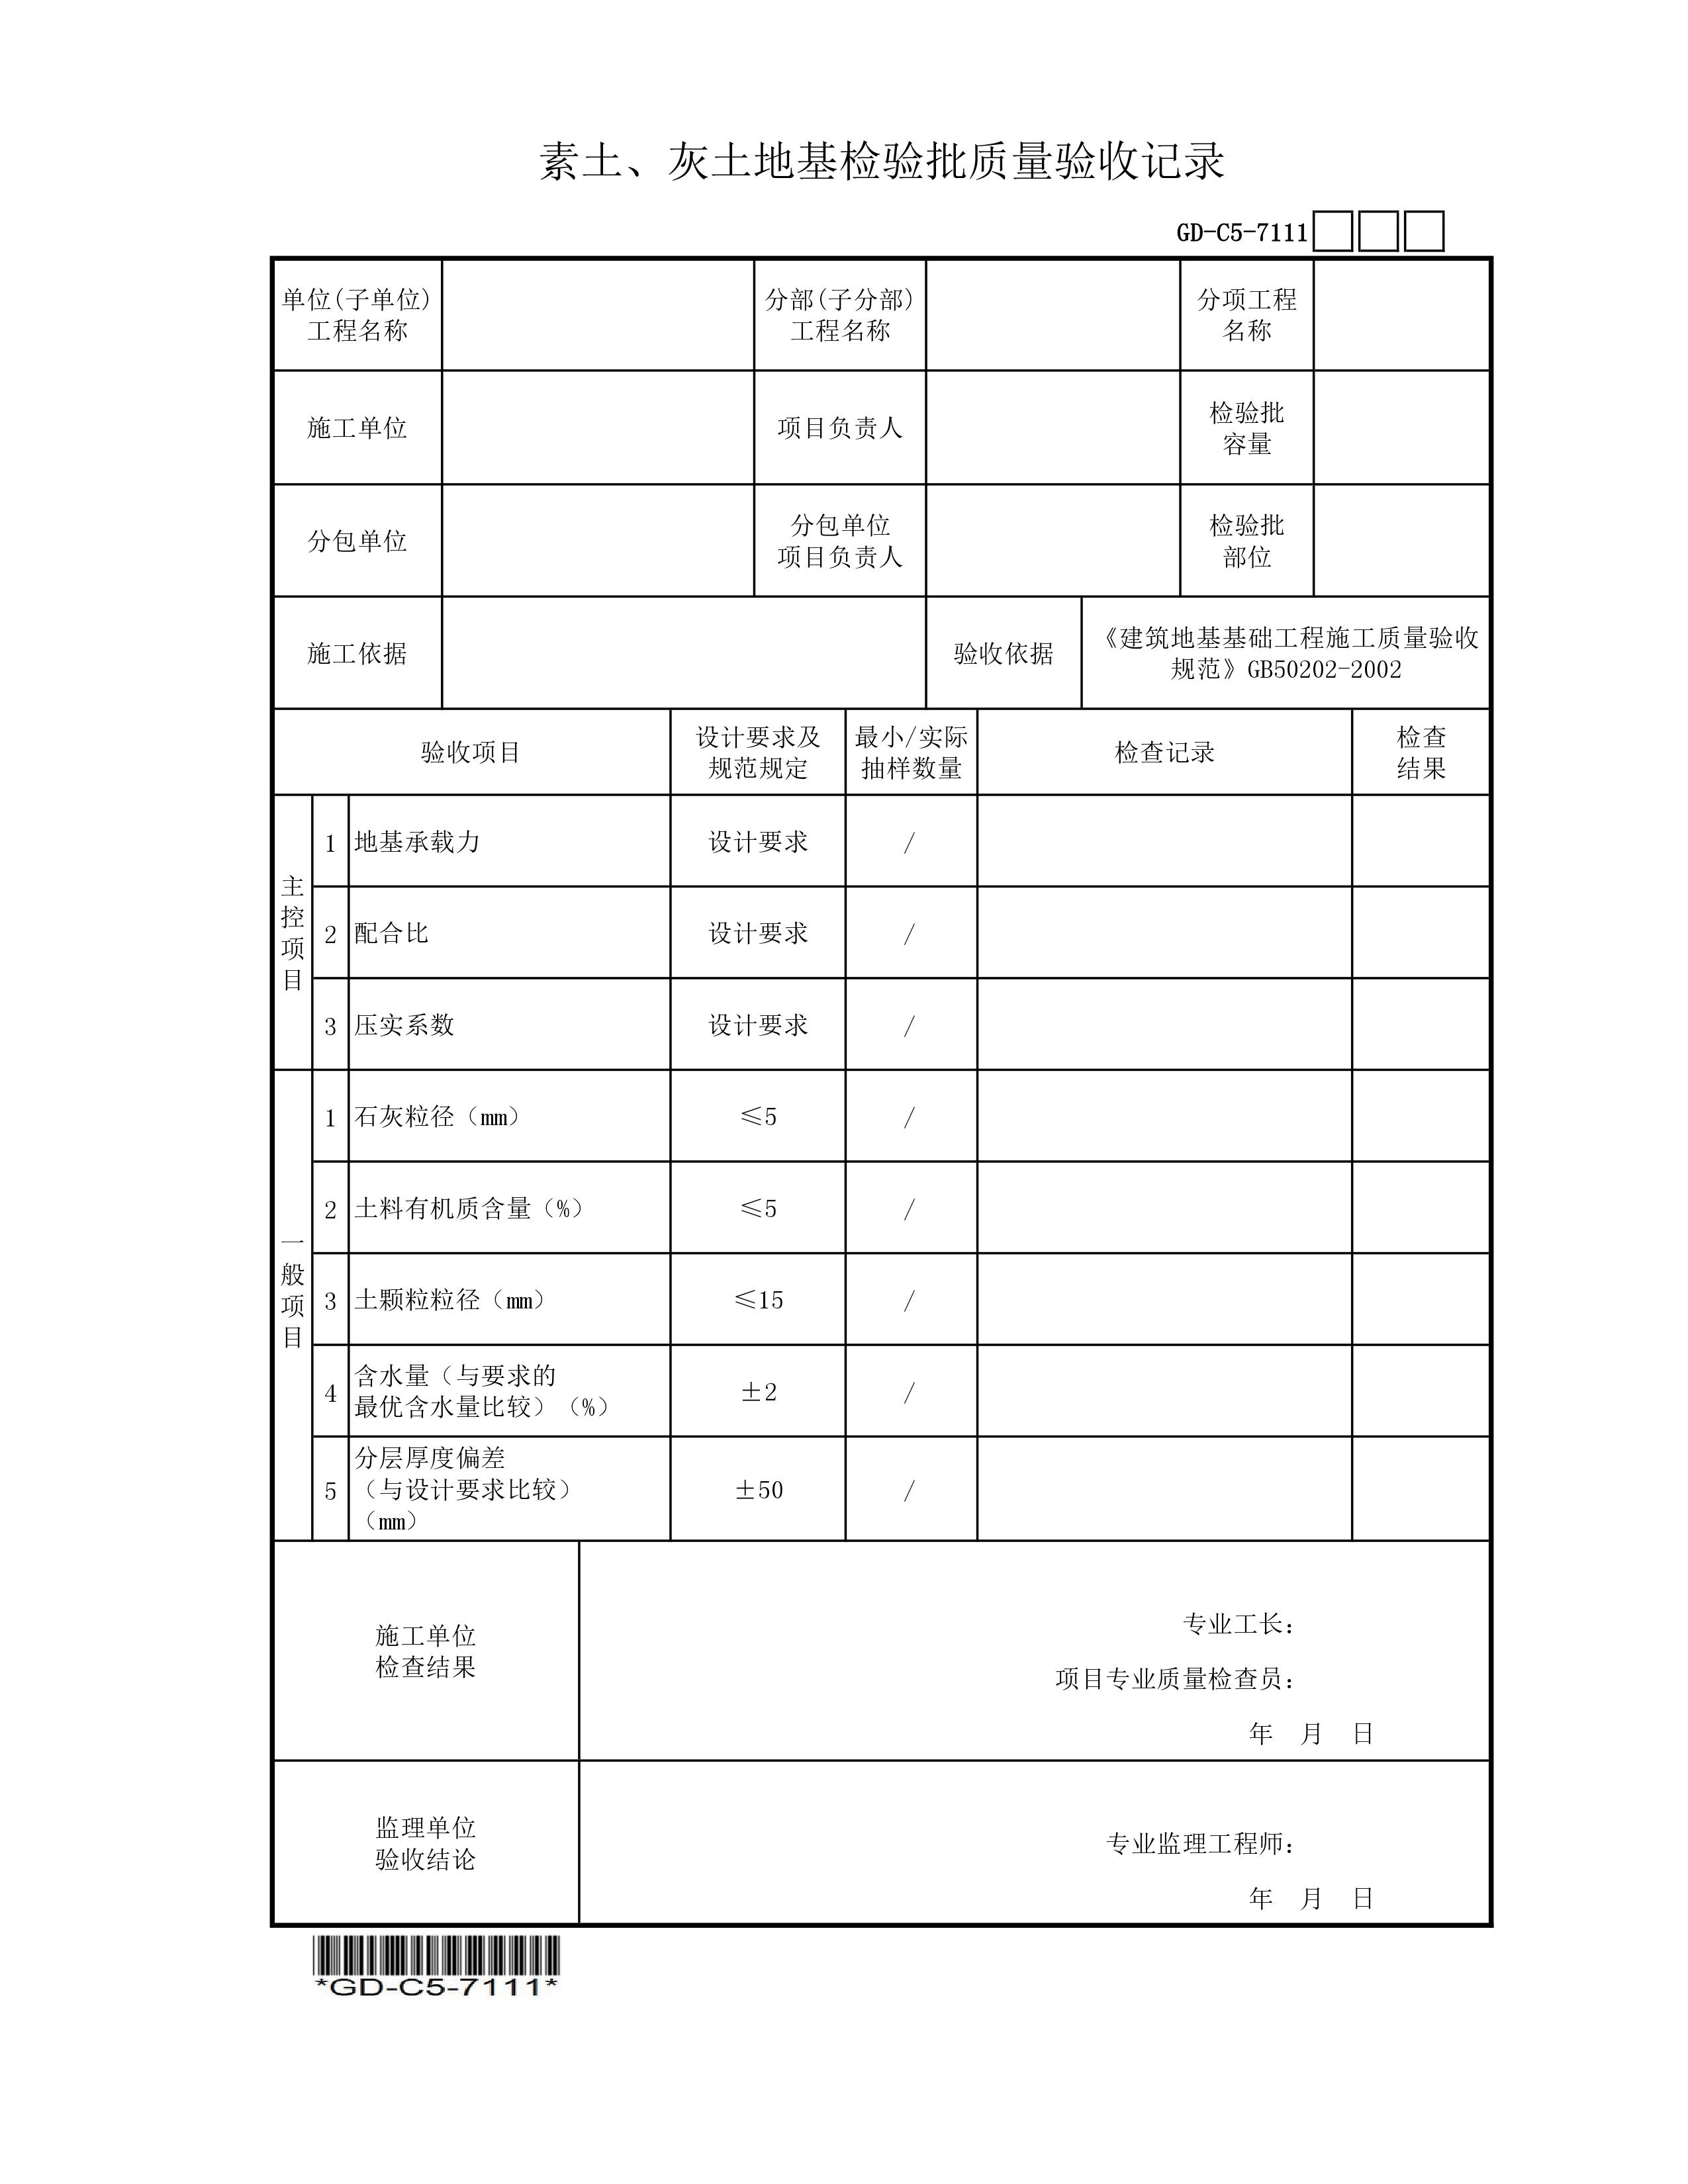 素土、灰土地基检验批质量验收记录
GD-C5-7111
单位(子单位)
工程名称
分部(子分部)
工程名称
分项工程
名称
施工单位
项目负责人
检验批
容量
分包单位
分包单位
项目负责人
检验批
部位
施工依据
验收依据
《建筑地基基础工程施工质量验收
规范》GB50202-2002
验收项目
设计要求及
规范规定
最小/实际
抽样数量
检查记录
检查
结果
主
控
项
目
1 地基承载力 设计要求 /
2 配合比 设计要求 /
3 压实系数 设计要求 /
一
般
项
目
1 石灰粒径（mm） ≤5 /
2 土料有机质含量（%） ≤5 /
3 土颗粒粒径（mm） ≤15 /
4 含水量（与要求的
最优含水量比较）（%） ±2 /
5 分层厚度偏差
（与设计要求比较）
（mm） ±50 /
施工单位
检查结果
专业工长：
项目专业质量检查员：
年 月 日
监理单位
验收结论
专业监理工程师：
年 月 日
*GD-C5-7111*